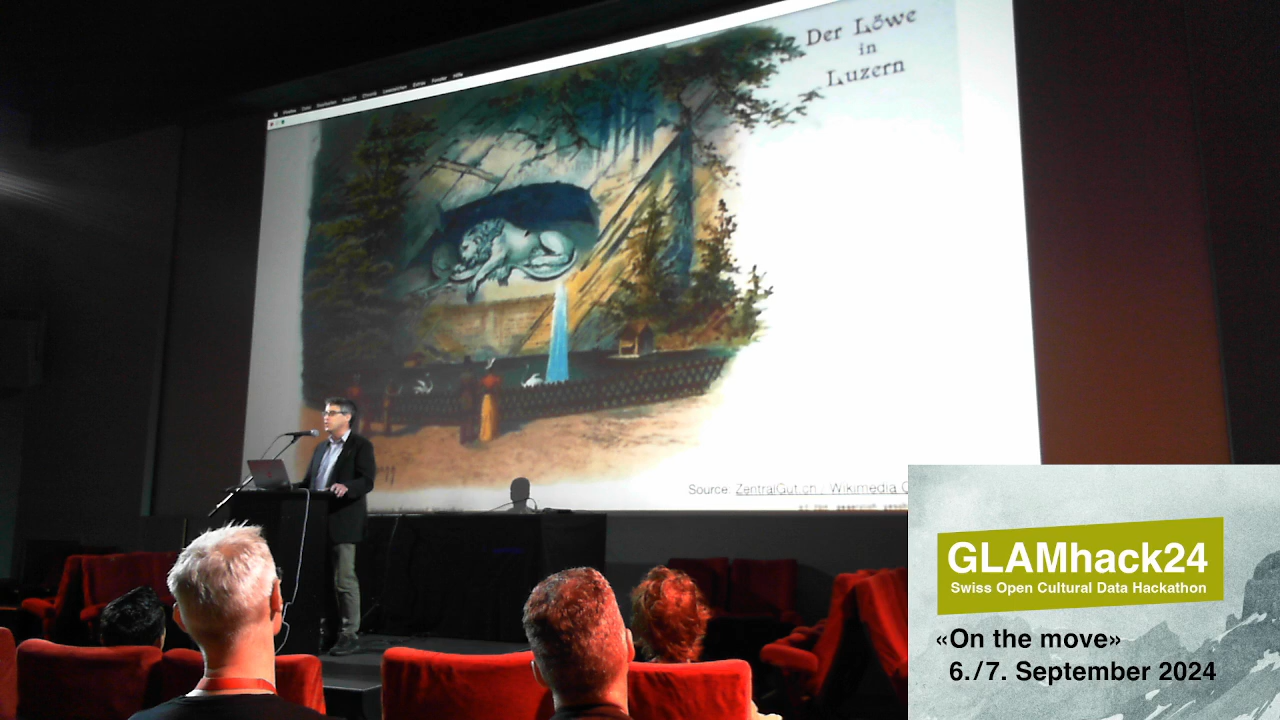 Der Löwe
in
Luzern
Source: ZentralGut.ch, Wikimedia
GLAMhack24
Swiss Open Cultural Data Hackathon
«On the move»
6./7. September 2024